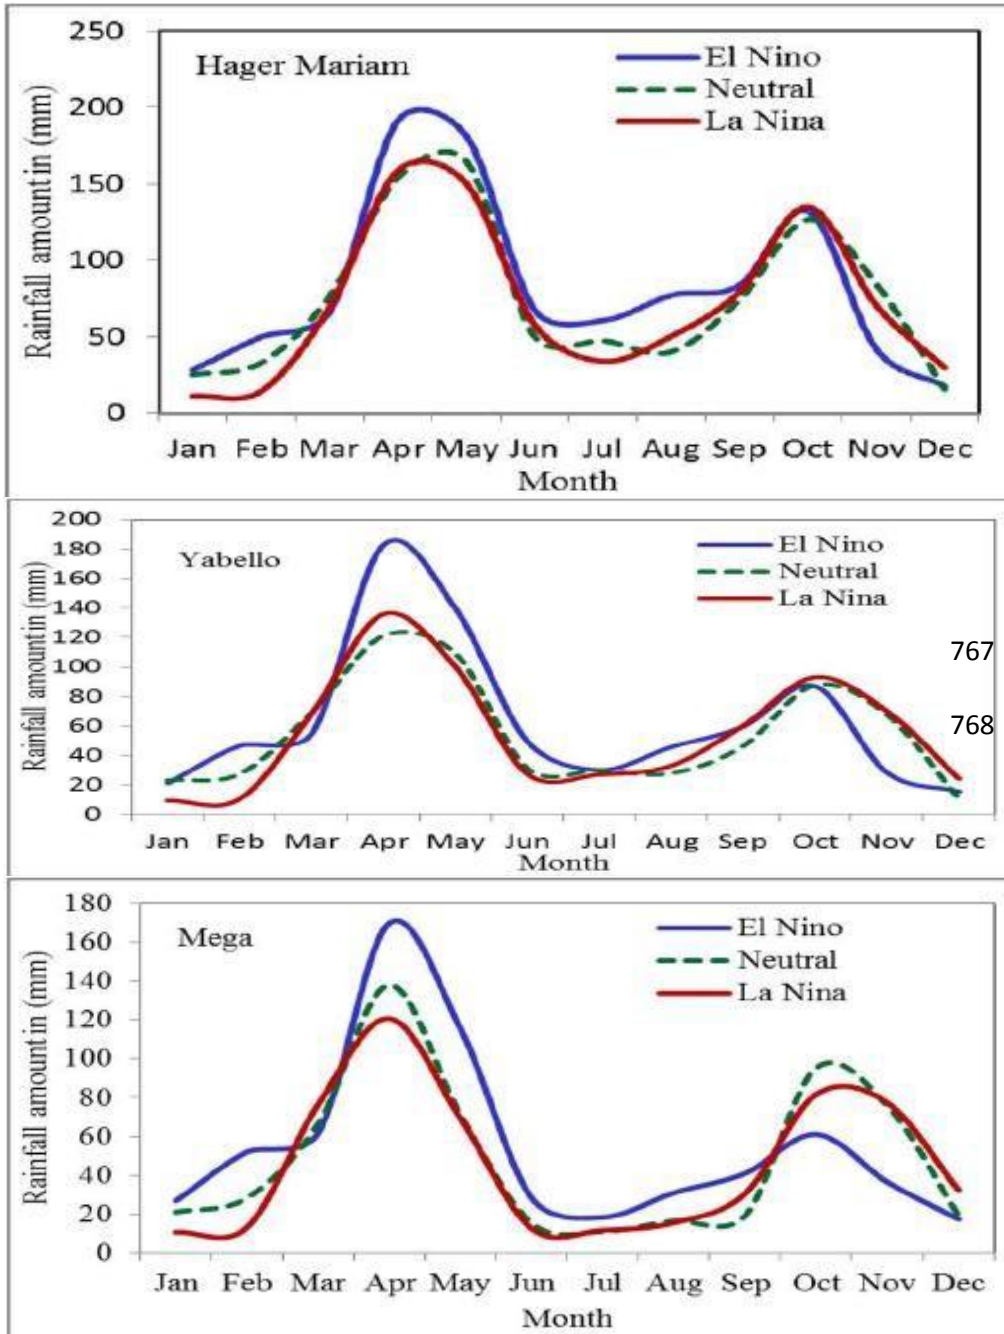 250
Hager Mariam
El Nino
Neutral
La Nina
200
150
100
50
0
Rainfall amount in (mm)
Jan Feb Mar Apr May Jun Jul Aug Sep Oct Nov Dec
Month
200
180
160
140
120
100
80
60
40
20
0
Rainfall amount in (mm)
Yabello
El Nino
Neutral
La Nina
767
768
Jan Feb Mar Apr May Jun Jul Aug Sep Oct Nov Dec
Month
180
160
140
120
100
80
60
40
20
0
Rainfall amount in (mm)
Mega
El Nino
Neutral
La Nina
Jan Feb Mar Apr May Jun Jul Aug Sep Oct Nov Dec
Month